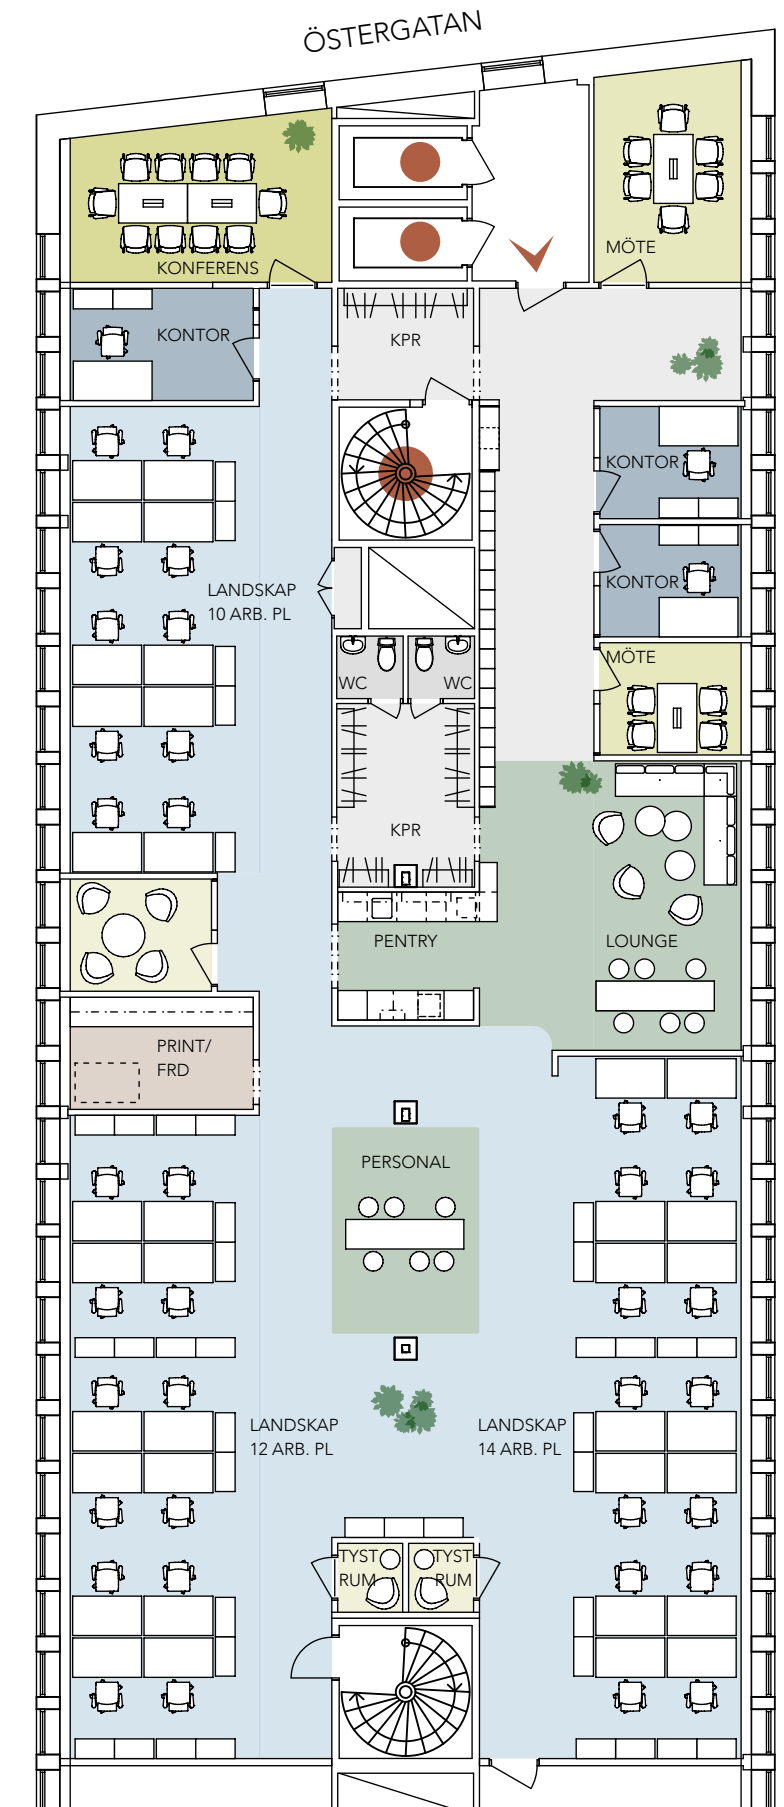 ÖSTERGATAN
MÖTE
KONFERENS
KONTOR
KPR
KONTOR
KONTOR
LANDSKAP
10 ARB. PL
MÖTE
WC
WC
KPR
PENTRY
LOUNGE
PRINT/
FRD
PERSONAL
LANDSKAP
12 ARB. PL
LANDSKAP
14 ARB. PL
TYST
RUM
TYST
RUM